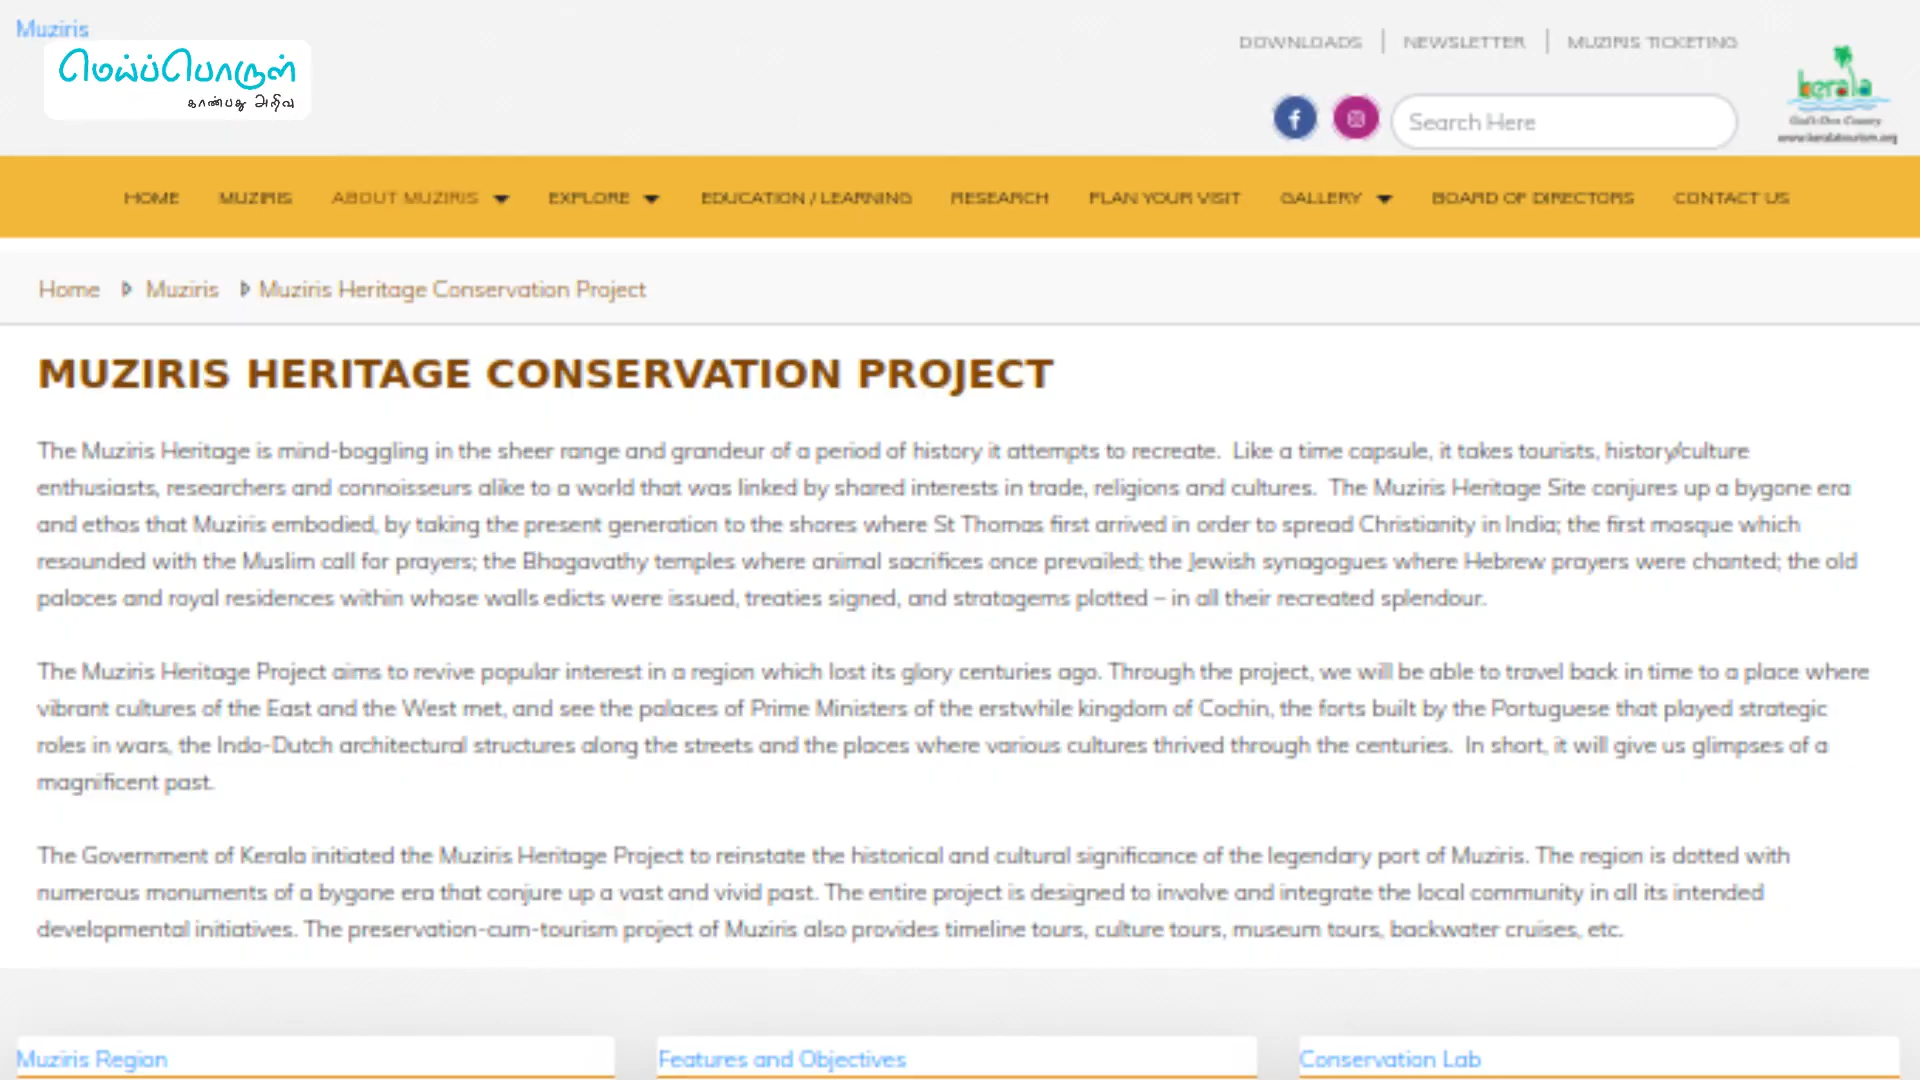 Muziris
மெய்ப்பொருள்
காண்பது அறிவு
DOWNLOADS
NEWSLETTER
MUZIRIS TICKETING
Search Here
kerala
God's Own Country
www.keralatourism.org
HOME MUZIRIS ABOUT MUZIRIS EXPLORE EDUCATION / LEARNING RESEARCH PLAN YOUR VISIT GALLERY BOARD OF DIRECTORS CONTACT US
Home Muziris Muziris Heritage Conservation Project
MUZIRIS HERITAGE CONSERVATION PROJECT
The Muziris Heritage is mind-boggling in the sheer range and grandeur of a period of history it attempts to recreate. Like a time capsule, it takes tourists, history/culture
enthusiasts, researchers and connoisseurs alike to a world that was linked by shared interests in trade, religions and cultures. The Muziris Heritage Site conjures up a bygone era
and ethos that Muziris embodied, by taking the present generation to the shores where St Thomas first arrived in order to spread Christianity in India; the first mosque which
resounded with the Muslim call for prayers; the Bhagavathy temples where animal sacrifices once prevailed; the Jewish synagogues where Hebrew prayers were chanted; the old
palaces and royal residences within whose walls edicts were issued, treaties signed, and stratagems plotted – in all their recreated splendour.
The Muziris Heritage Project aims to revive popular interest in a region which lost its glory centuries ago. Through the project, we will be able to travel back in time to a place where
vibrant cultures of the East and the West met, and see the palaces of Prime Ministers of the erstwhile kingdom of Cochin, the forts built by the Portuguese that played strategic
roles in wars, the Indo-Dutch architectural structures along the streets and the places where various cultures thrived through the centuries. In short, it will give us glimpses of a
magnificent past.
The Government of Kerala initiated the Muziris Heritage Project to reinstate the historical and cultural significance of the legendary port of Muziris. The region is dotted with
numerous monuments of a bygone era that conjure up a vast and vivid past. The entire project is designed to involve and integrate the local community in all its intended
developmental initiatives. The preservation-cum-tourism project of Muziris also provides timeline tours, culture tours, museum tours, backwater cruises, etc.
Muziris Region
Features and Objectives
Conservation Lab